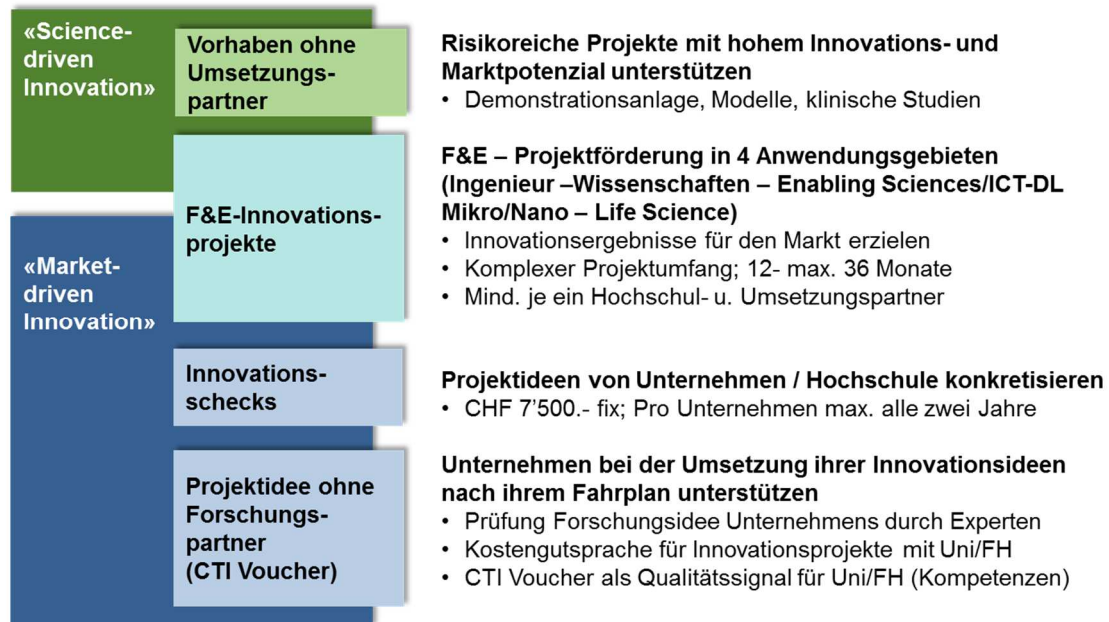 «Science-
driven
Innovation»
Vorhaben ohne
Umsetzungs-
partner
Risikoreiche Projekte mit hohem Innovations- und
Marktpotenzial unterstützen
• Demonstrationsanlage, Modelle, klinische Studien
F&E-Innovations-
projekte
F&E – Projektförderung in 4 Anwendungsgebieten
(Ingenieur –Wissenschaften – Enabling Sciences/ICT-DL
Mikro/Nano – Life Science)
• Innovationsergebnisse für den Markt erzielen
• Komplexer Projektumfang; 12- max. 36 Monate
• Mind. je ein Hochschul- u. Umsetzungspartner
«Market-
driven
Innovation»
Innovations-
schecks
Projektideen von Unternehmen / Hochschule konkretisieren
• CHF 7’500.- fix; Pro Unternehmen max. alle zwei Jahre
Projektidee ohne
Forschungs-
partner
(CTI Voucher)
Unternehmen bei der Umsetzung ihrer Innovationsideen
nach ihrem Fahrplan unterstützen
• Prüfung Forschungsidee Unternehmens durch Experten
• Kostengutsprache für Innovationsprojekte mit Uni/FH
• CTI Voucher als Qualitätssignal für Uni/FH (Kompetenzen)